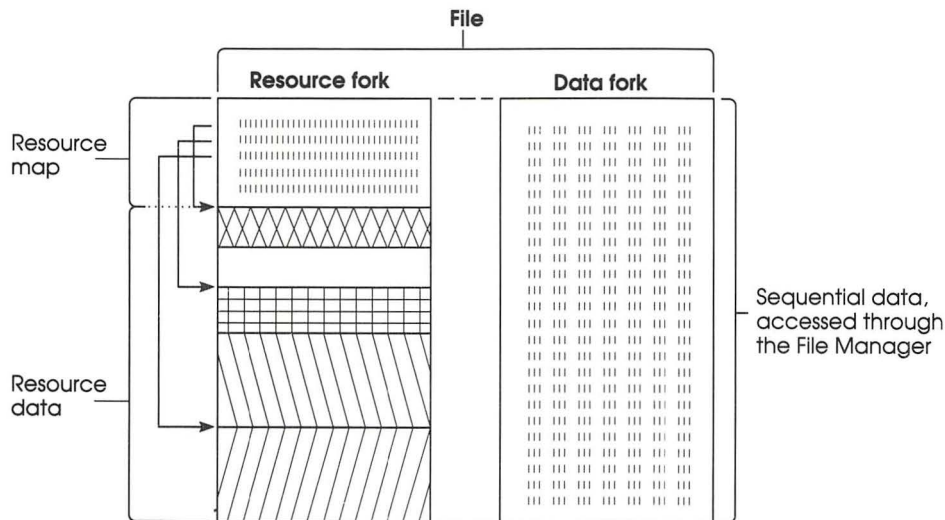 File
Resource fork
Data fork
Resource
map
Sequential data,
accessed through
the File Manager
Resource
data